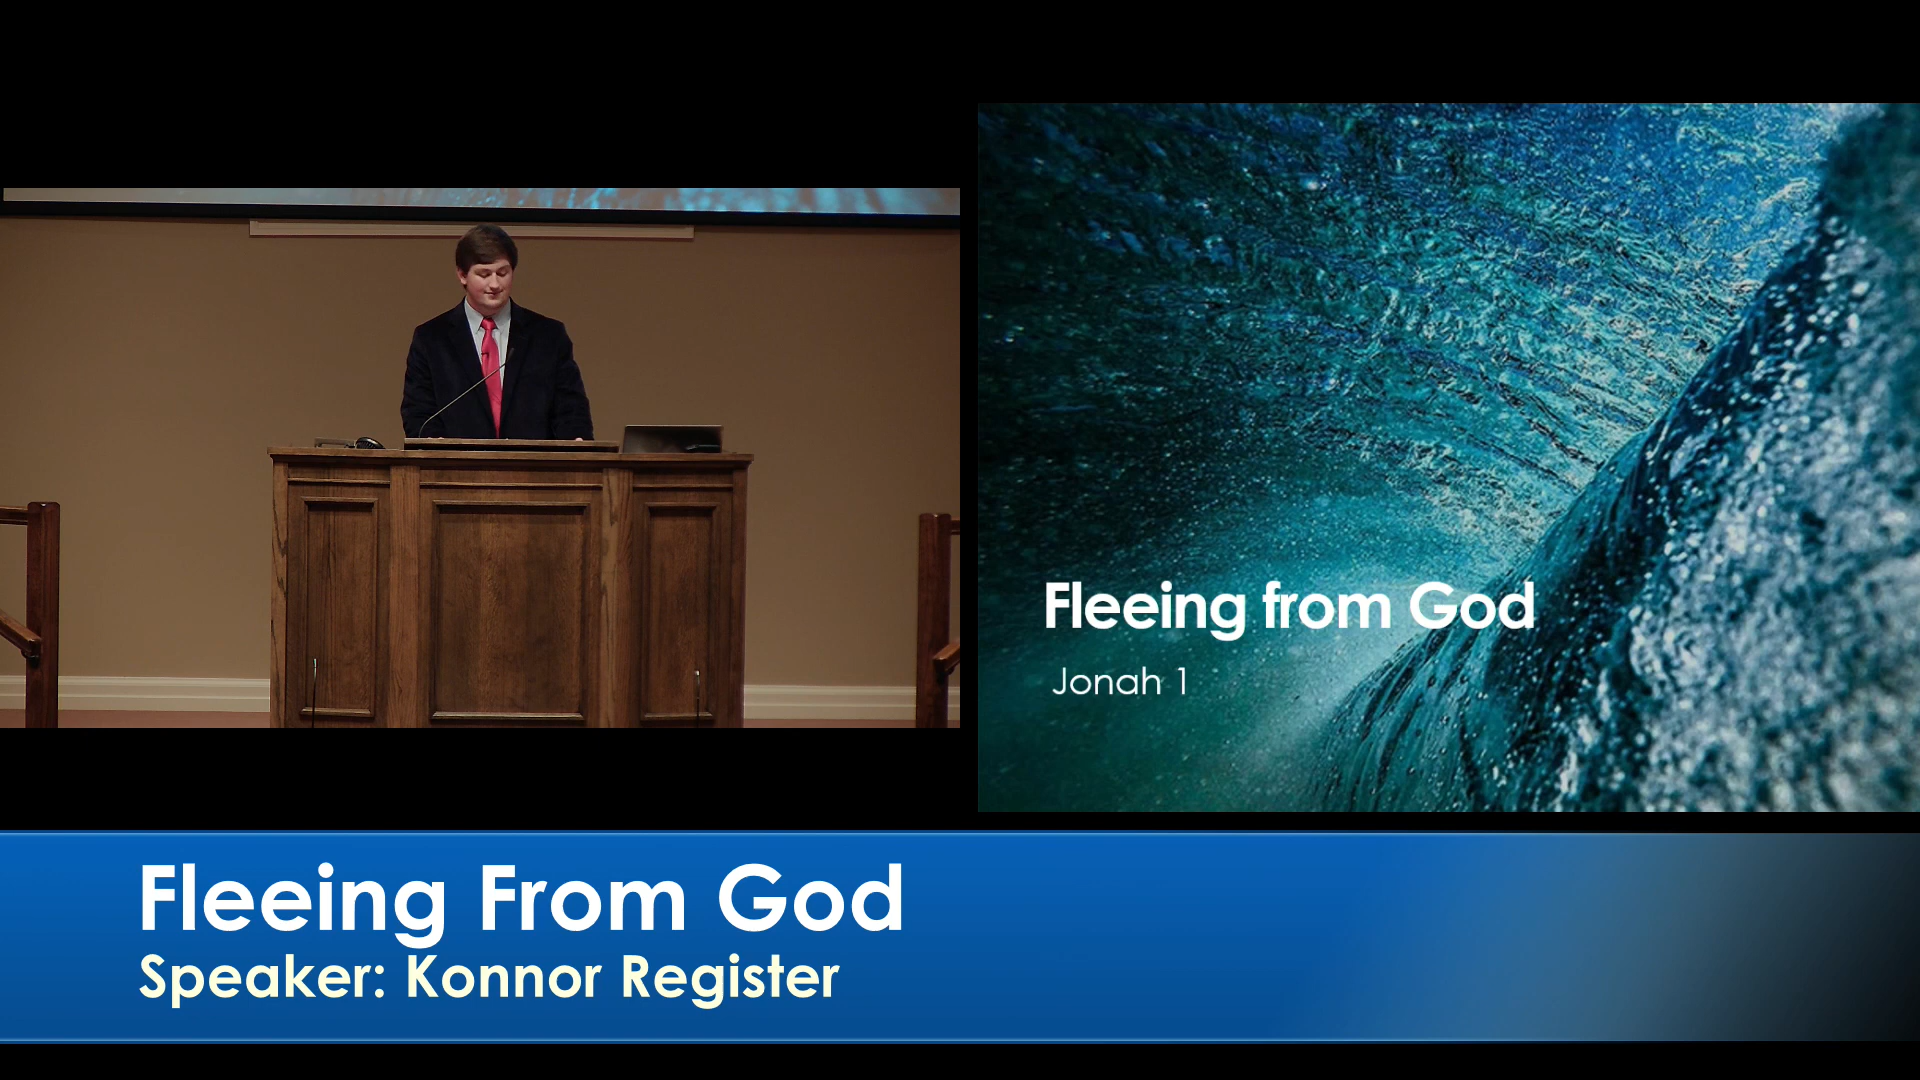 Fleeing from God
Jonah 1
Fleeing From God
Speaker: Konnor Register